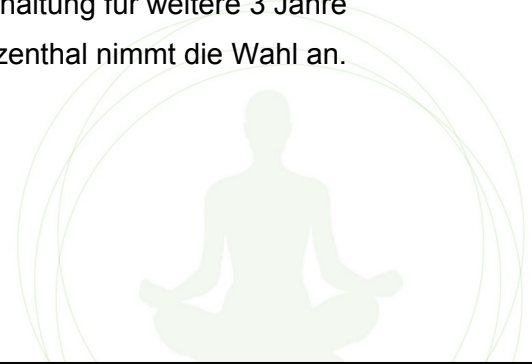 haltung für weitere 3 Jahre
zenthal nimmt die Wahl an.